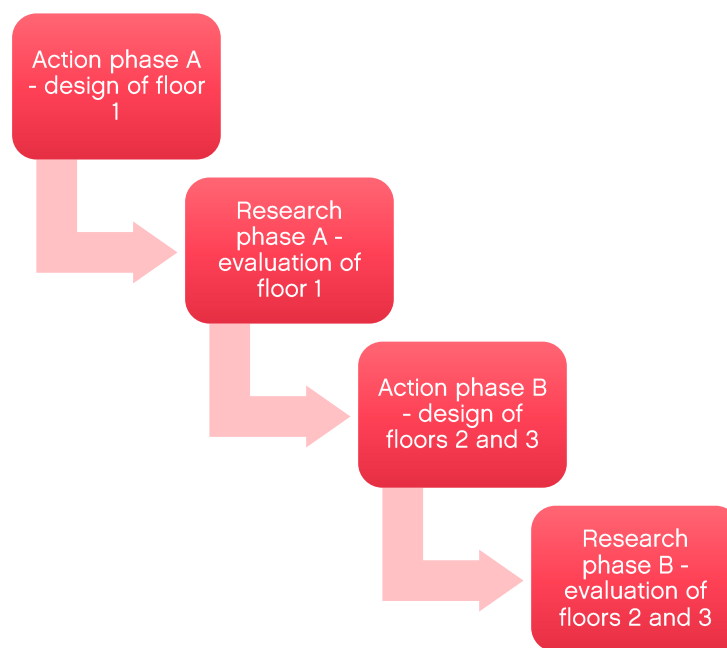 Action phase A
- design of floor
1
Research
phase A -
evaluation of
floor 1
Action phase B
- design of
floors 2 and 3
Research
phase B -
evaluation of
floors 2 and 3